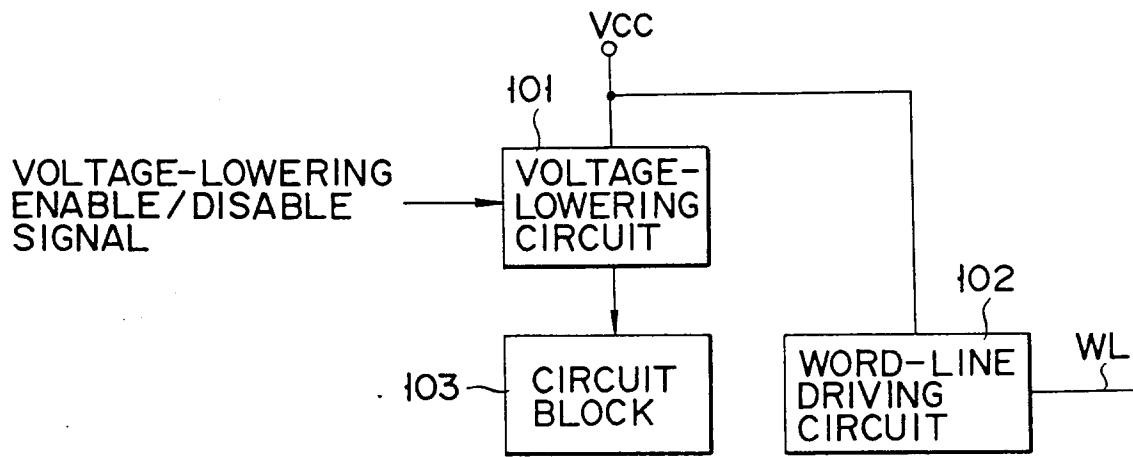 VCC
101
VOLTAGE-LOWERING
ENABLE/DISABLE
SIGNAL
VOLTAGE-
LOWERING
CIRCUIT
102
103
CIRCUIT
BLOCK
WORD-LINE
DRIVING
CIRCUIT
WL